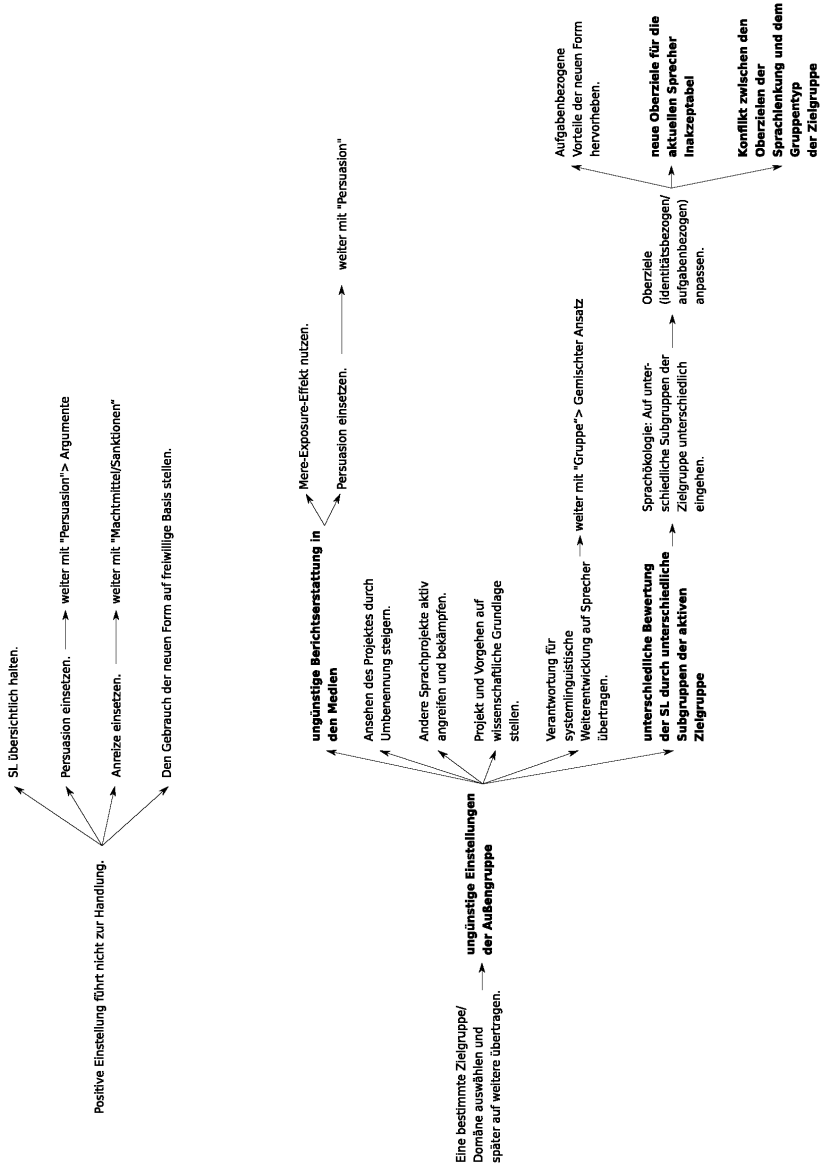 Positive Einstellung führt nicht zur Handlung.
SL übersichtlich halten.
Persuasion einsetzen.
weiter mit "Persuasion"> Argumente
Anreize einsetzen.
weiter mit "Machtmittel/Sanktionen"
Den Gebrauch der neuen Form auf freiwillige Basis stellen.
Eine bestimmte Zielgruppe/
Domäne auswählen und
später auf weitere übertragen.
ungünstige Einstellungen
der Außengruppe
ungünstige Berichtserstattung in
den Medien
Mere-Exposure-Effekt nutzen.
Persuasion einsetzen.
weiter mit "Persuasion"
Ansehen des Projektes durch
Umbenennung steigern.
Andere Sprachprojekte aktiv
angreifen und bekämpfen.
Projekt und Vorgehen auf
wissenschaftliche Grundlage
stellen.
Verantwortung für
systemlinguistische
Weiterentwicklung auf Sprecher
übertragen.
weiter mit "Gruppe"> Gemischter Ansatz
unterschiedliche Bewertung
der SL durch unterschiedliche
Subgruppen der aktiven
Zielgruppe
Sprachökologie: Auf unter-
schiedliche Subgruppen der
Zielgruppe unterschiedlich
eingehen.
Oberziele
(identitätsbezogen/
aufgabenbezogen)
anpassen.
Aufgabenbezogene
Vorteile der neuen Form
hervorheben.
neue Oberziele für die
aktuellen Sprecher
inakzeptabel
Konflikt zwischen den
Oberzielen der
Sprachlenkung und dem
Gruppentyp
der Zielgruppe